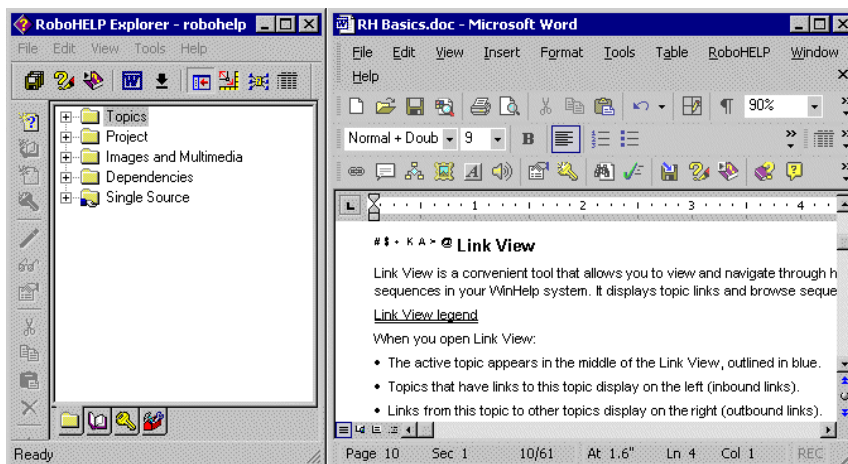 RoboHELP Explorer - robohelp
File Edit View Tools Help
Topics
Project
Images and Multimedia
Dependencies
Single Source
Ready
RH Basics.doc - Microsoft Word
File Edit View Insert Format Tools Table RoboHELP Window
Help
90%
Normal + Doub 9 B
L 1 2 3 4
# $ + K A > @ Link View
Link View is a convenient tool that allows you to view and navigate through h
sequences in your WinHelp system. It displays topic links and browse seque
Link View legend
When you open Link View:
• The active topic appears in the middle of the Link View, outlined in blue.
• Topics that have links to this topic display on the left (inbound links).
• Links from this topic to other topics display on the right (outbound links).
Page 10 Sec 1 10/61 At 1.6" Ln 4 Col 1 REC